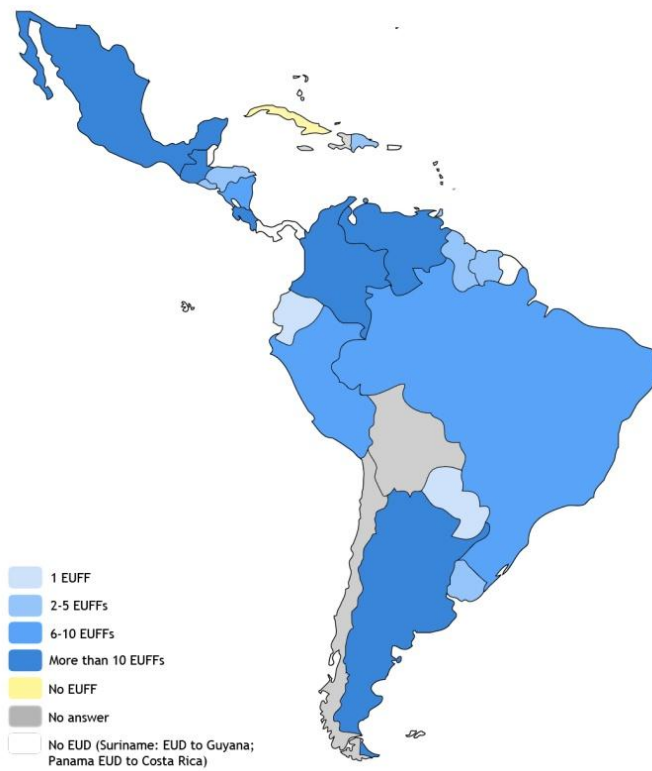 1 EUFF
2-5 EUFFs
6-10 EUFFs
More than 10 EUFFs
No EUFF
No answer
No EUD (Suriname: EUD to Guyana;
Panama EUD to Costa Rica)